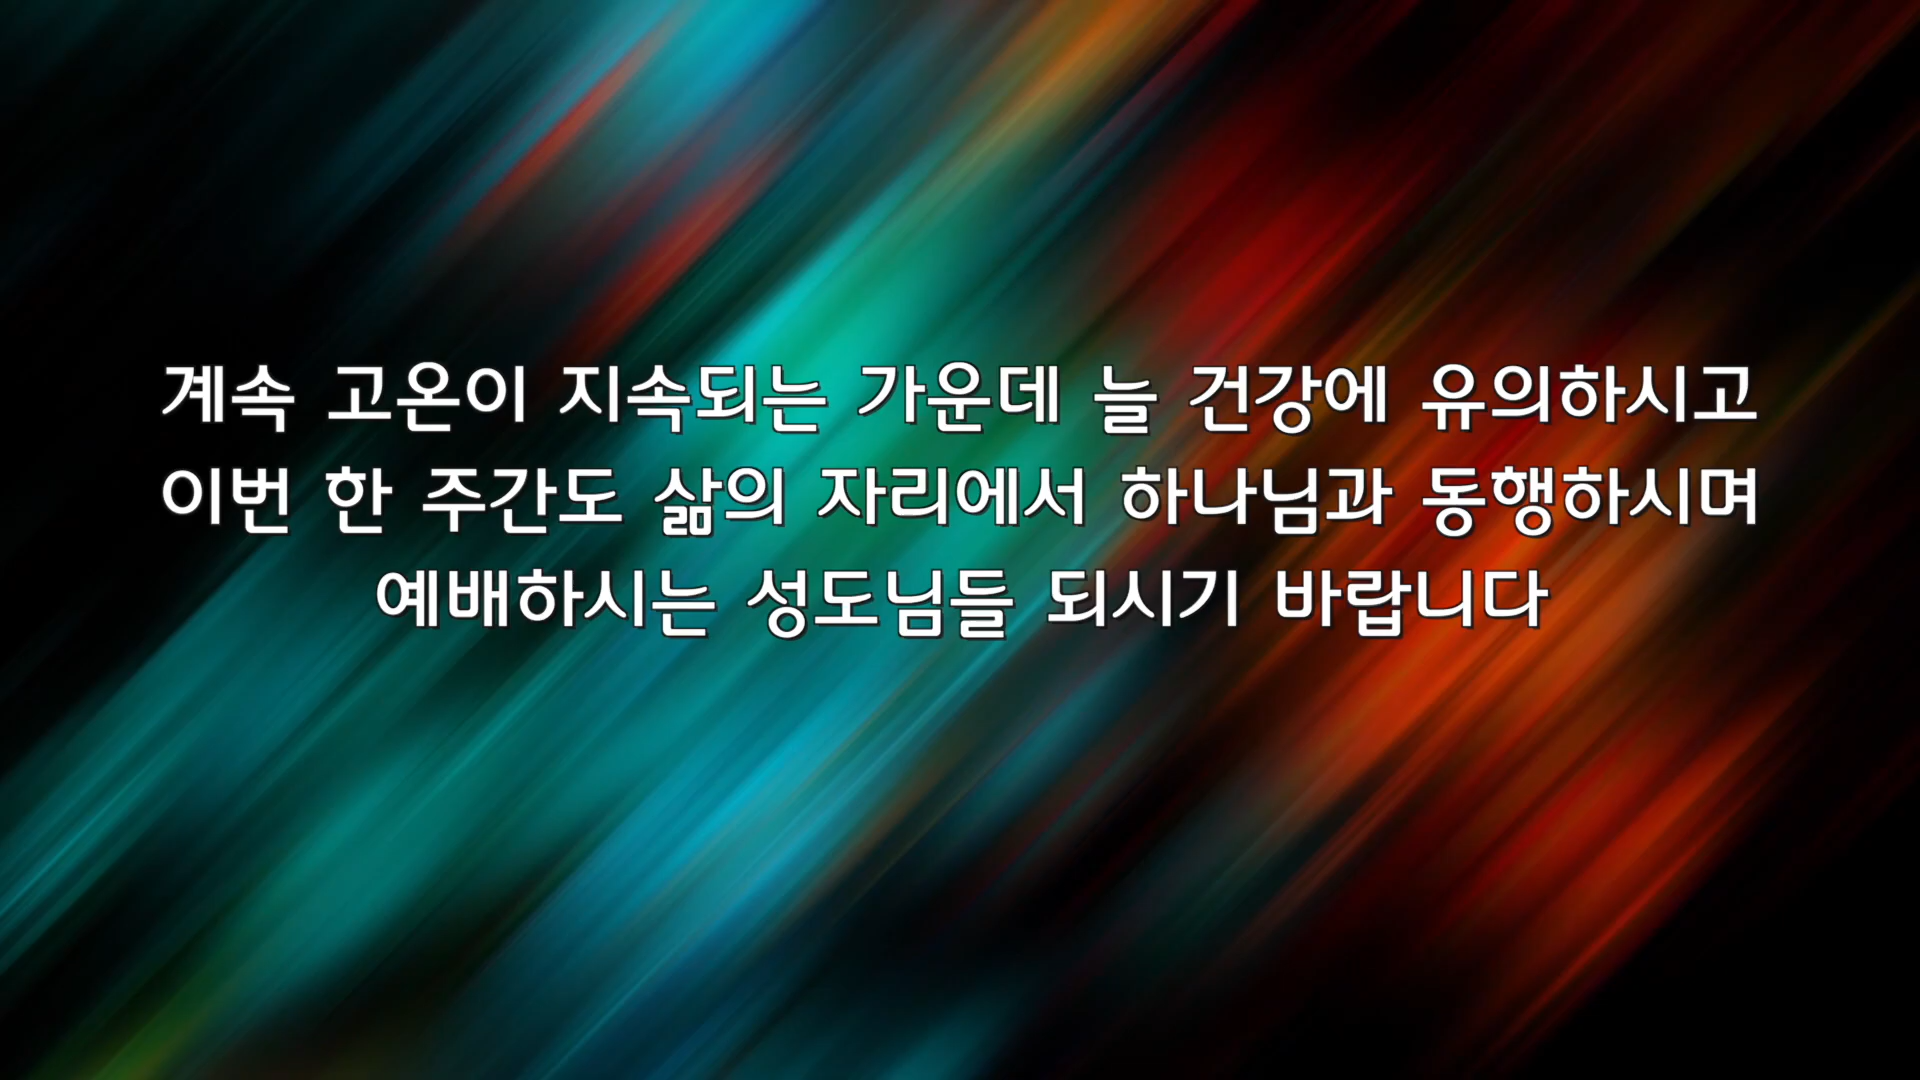 계속 고온이 지속되는 가운데 늘 건강에 유의하시고
이번 한 주간도 삶의 자리에서 하나님과 동행하시며
예배하시는 성도님들 되시기 바랍니다